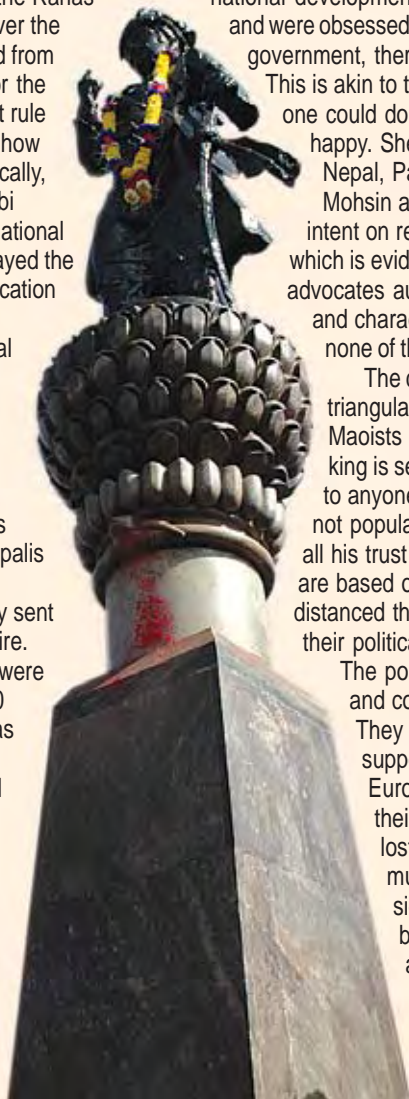 the Ranas
ver the
d from
or the
t rule
how
cally,
bi
ational
ayed the
cation
al
s
palis
y sent
ire.
were
0
as
national developmen
and were obsessed
government, ther
This is akin to t
one could do
happy. She
Nepal, Pa
Mohsin a
intent on re
which is evid
advocates au
and charac
none of th
The c
triangula
Maoists
king is se
to anyone
not popula
all his trust
are based o
distanced th
their politica
The po
and co
They
supp
Euro
thei
lost
mu
si
b
a